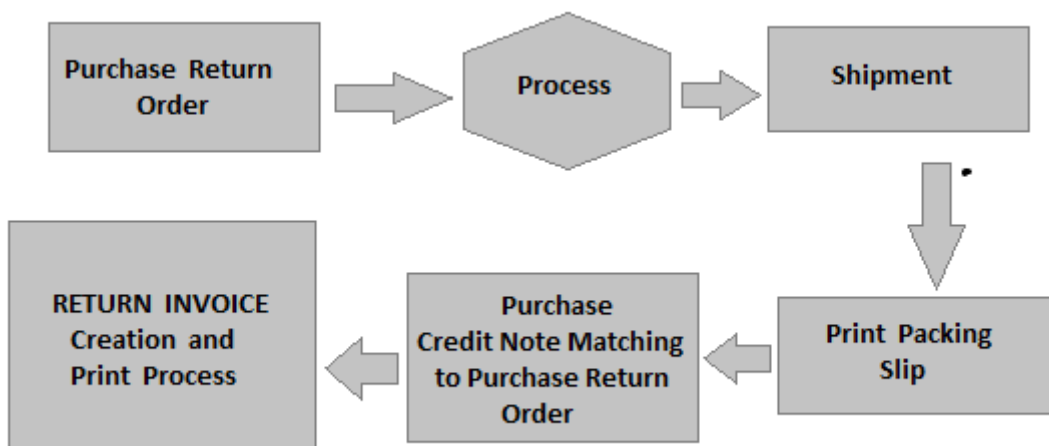 Purchase Return
Order
Process
Shipment
Print Packing
Slip
Purchase
Credit Note Matching
to Purchase Return
Order
RETURN INVOICE
Creation and
Print Process